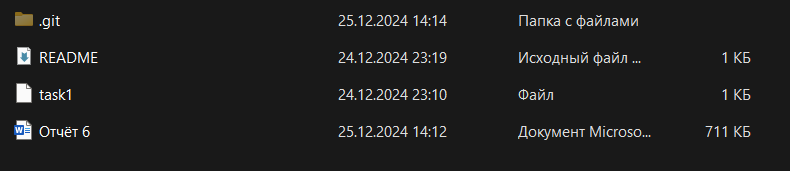 .git 25.12.2024 14:14 Папка с файлами
README 24.12.2024 23:19 Исходный файл ... 1 КБ
task1 24.12.2024 23:10 Файл 1 КБ
Отчёт 6 25.12.2024 14:12 Документ Microso... 711 КБ